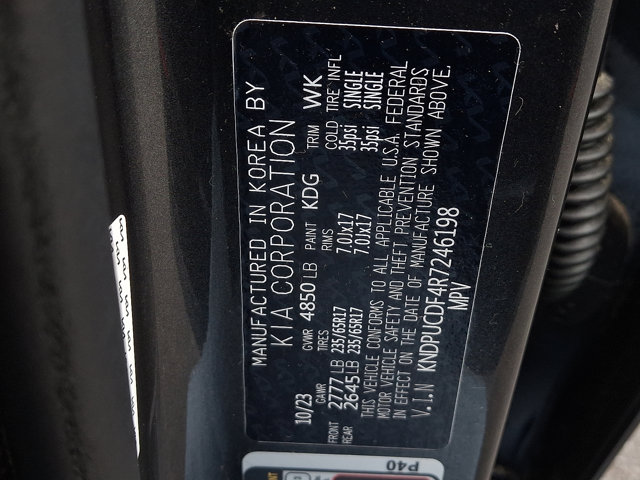 MANUFACTURED IN KOREA BY
KIA CORPORATION
10/23 GVWR 4850 LB PAINT KDG TRIM WK
GAWR TIRES RIMS COLD TIRE INFL
FRONT 2777 LB 235/65R17 7.0Jx17 35psi SINGLE
REAR 2645 LB 235/65R17 7.0Jx17 35psi SINGLE
THIS VEHICLE CONFORMS TO ALL APPLICABLE U.S.A. FEDERAL
MOTOR VEHICLE SAFETY AND THEFT PREVENTION STANDARDS
IN EFFECT ON THE DATE OF MANUFACTURE SHOWN ABOVE.
V.I.N KNDPUCDF4R7246198
MPV
P40